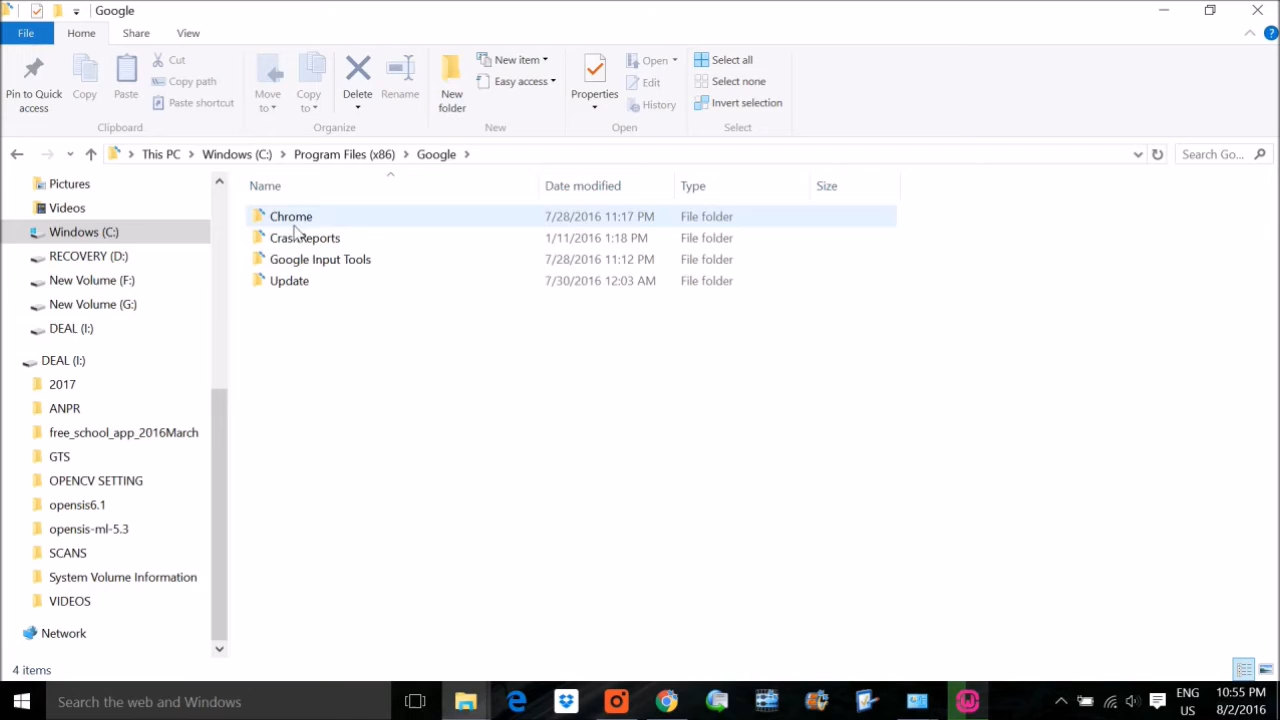 Google
File Home Share View
Pin to Quick access
Copy
Paste
Cut
Copy path
Paste shortcut
Clipboard
Move to
Copy to
Delete
Rename
Organize
New folder
New item
Easy access
New
Properties
Open
Edit
History
Open
Select all
Select none
Invert selection
Select
This PC > Windows (C:) > Program Files (x86) > Google >
Search Go...
Pictures
Videos
Windows (C:)
RECOVERY (D:)
New Volume (F:)
New Volume (G:)
DEAL (I:)
DEAL (I:)
2017
ANPR
free_school_app_2016March
GTS
OPENCV SETTING
opensis6.1
opensis-ml-5.3
SCANS
System Volume Information
VIDEOS
Network
Name Date modified Type Size
Chrome 7/28/2016 11:17 PM File folder
CrashReports 1/11/2016 1:18 PM File folder
Google Input Tools 7/28/2016 11:12 PM File folder
Update 7/30/2016 12:03 AM File folder
4 items
Search the web and Windows
ENG
US
10:55 PM
8/2/2016